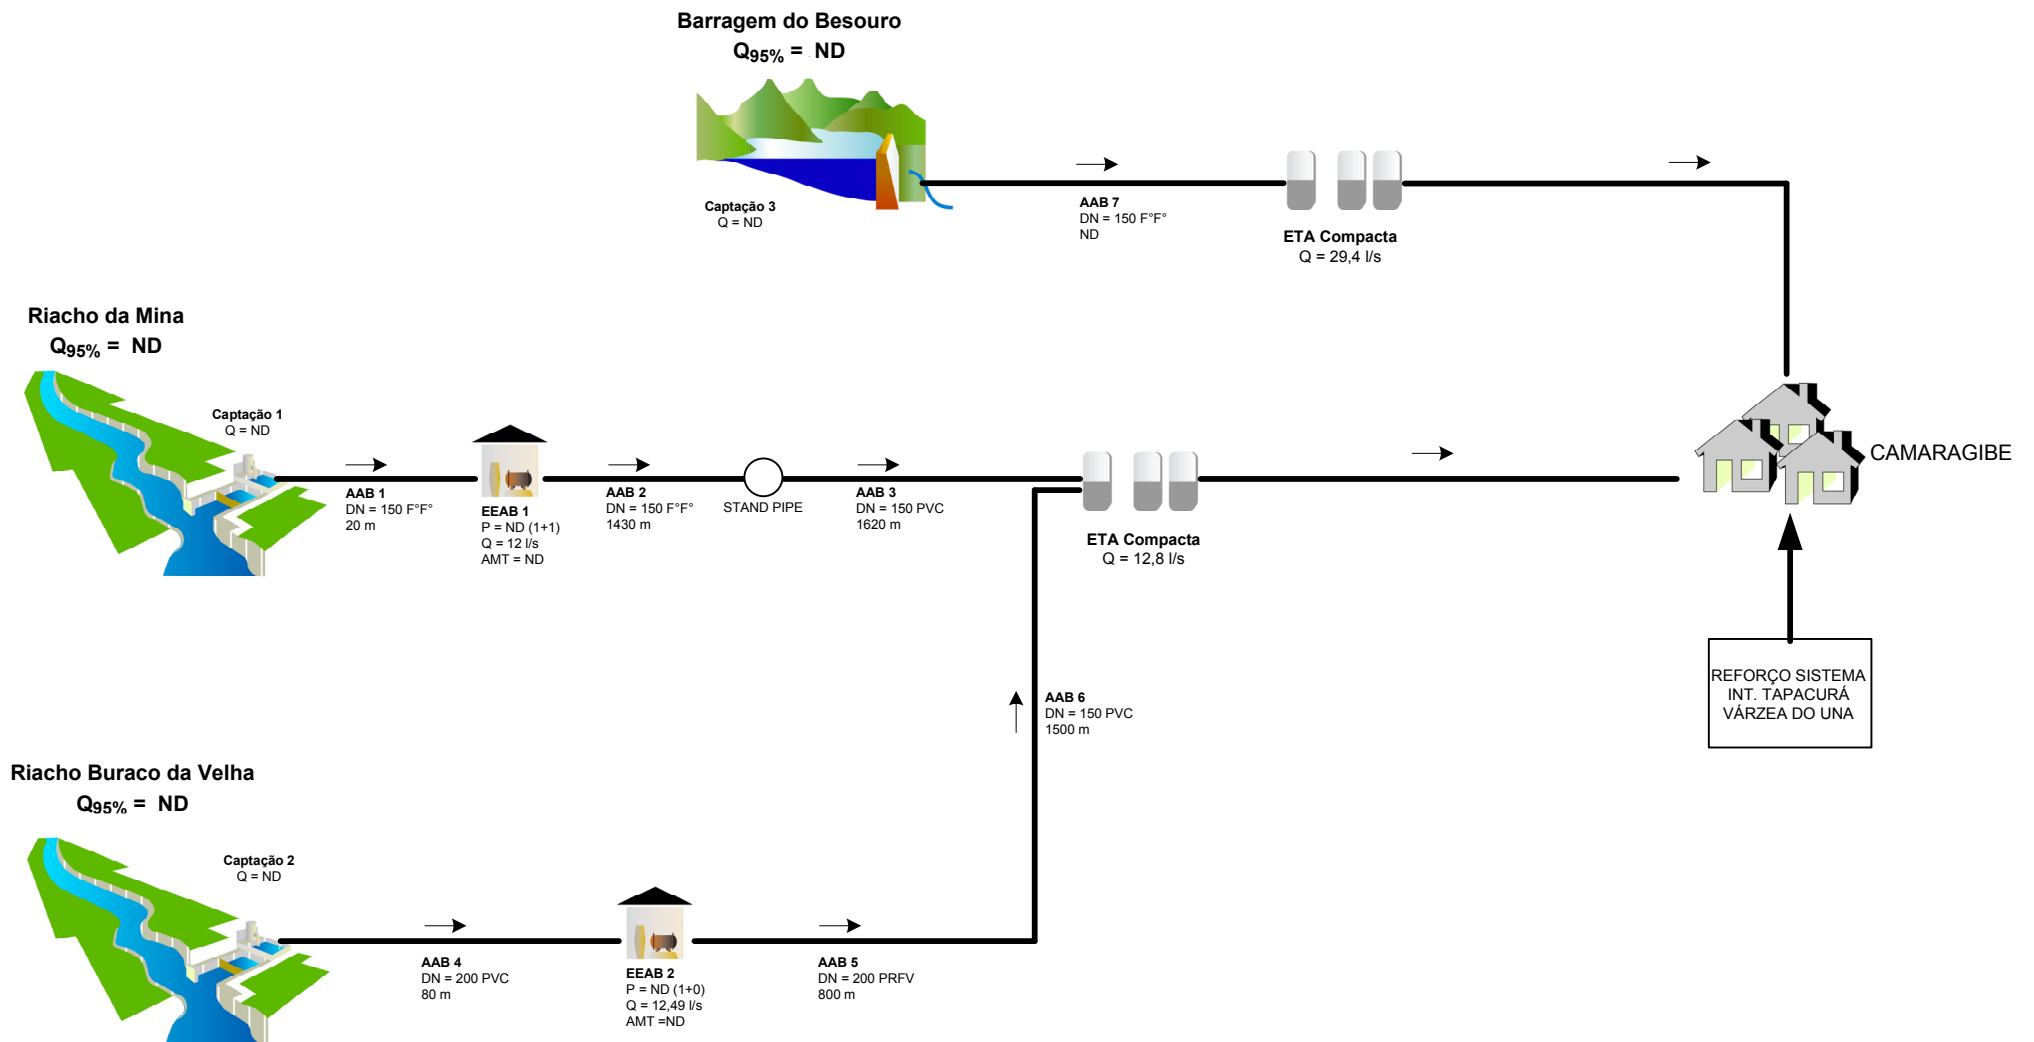 Barragem do Besouro
Q95% = ND
Captação 3
Q = ND
AAB 7
DN = 150 F°F°
ND
ETA Compacta
Q = 29,4 l/s
Riacho da Mina
Q95% = ND
Captação 1
Q = ND
AAB 1
DN = 150 F°F°
20 m
EEAB 1
P = ND (1+1)
Q = 12 l/s
AMT = ND
AAB 2
DN = 150 F°F°
1430 m
STAND PIPE
AAB 3
DN = 150 PVC
1620 m
ETA Compacta
Q = 12,8 l/s
CAMARAGIBE
REFORÇO SISTEMA
INT. TAPACURÁ
VÁRZEA DO UNA
AAB 6
DN = 150 PVC
1500 m
Riacho Buraco da Velha
Q95% = ND
Captação 2
Q = ND
AAB 4
DN = 200 PVC
80 m
EEAB 2
P = ND (1+0)
Q = 12,49 l/s
AMT =ND
AAB 5
DN = 200 PRFV
800 m